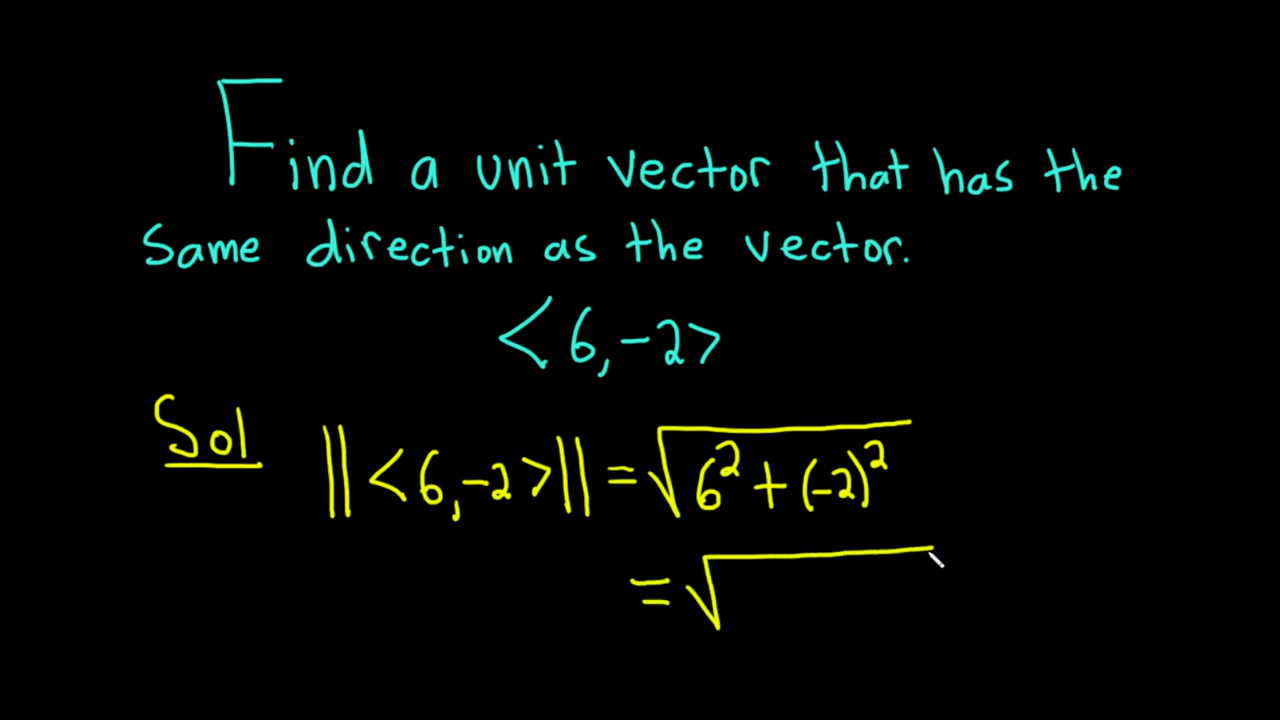 Find a unit vector that has the
Same direction as the vector.
<6,-2>
Sol ||<6,-2>|| = √6² + (-2)²
= √